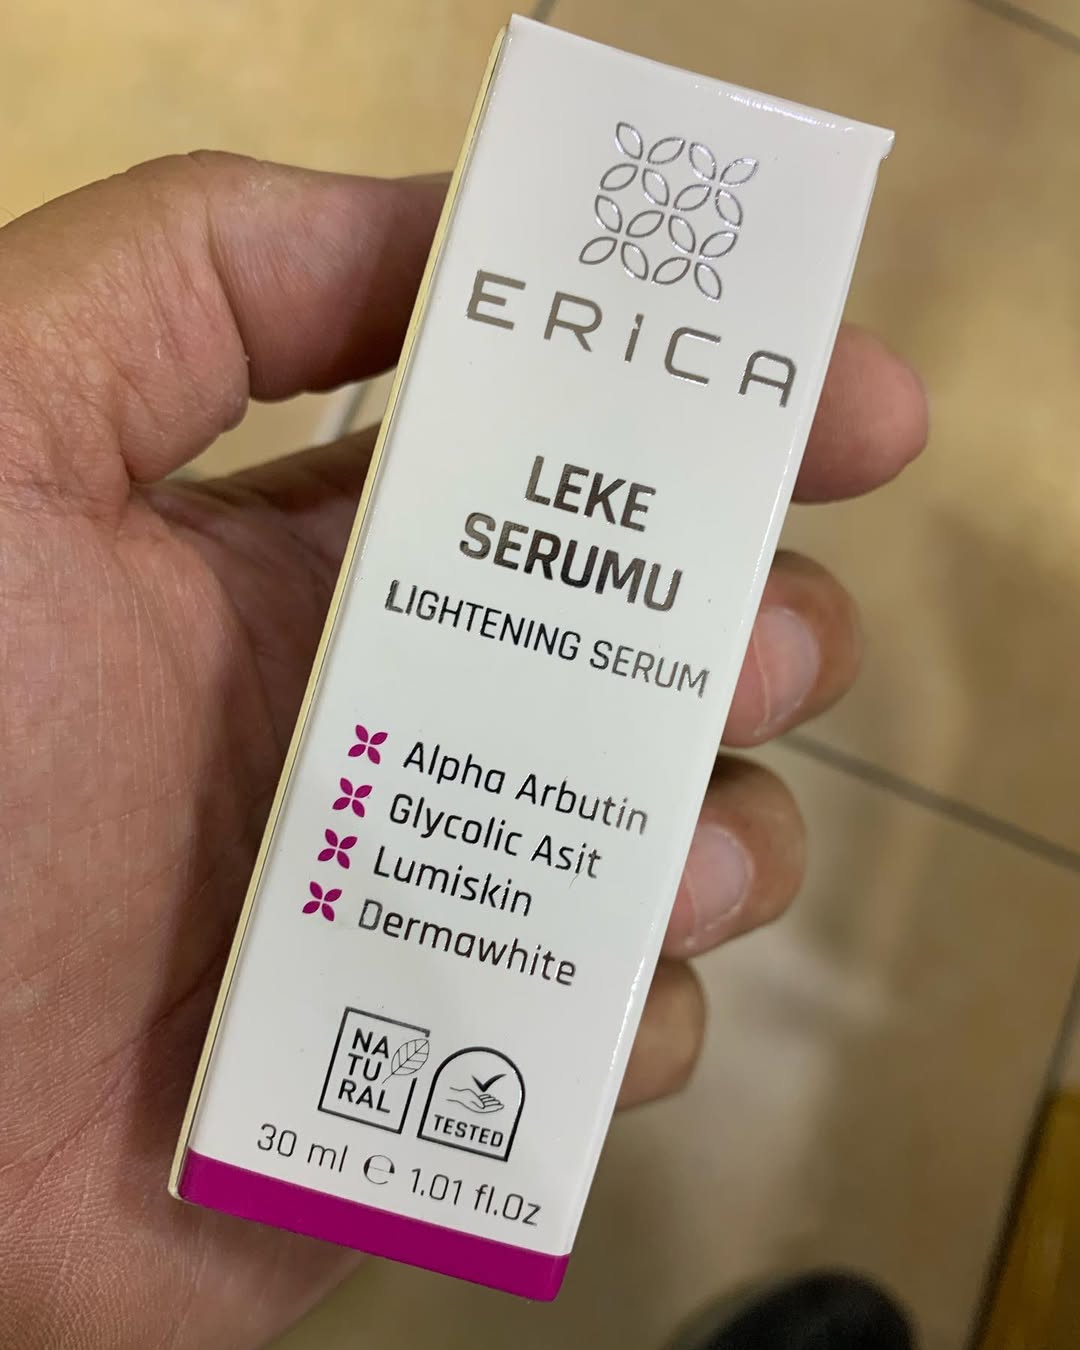 ERiCA
LEKE
SERUMU
LIGHTENING SERUM
Alpha Arbutin
Glycolic Asit
Lumiskin
Dermawhite
NA
TU
RAL
TESTED
30 ml ℮ 1.01 fl.Oz